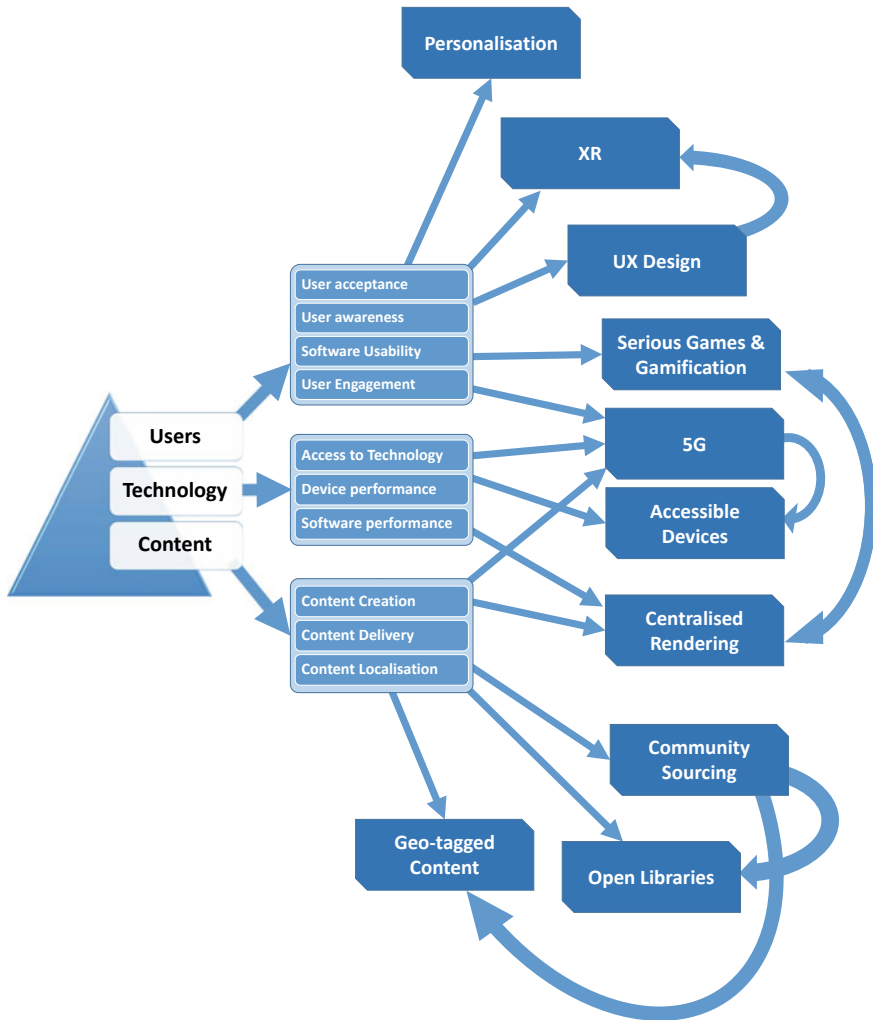 Personalisation
XR
UX Design
User acceptance
User awareness
Software Usability
User Engagement
Serious Games &
Gamification
Users
Technology
Content
Access to Technology
Device performance
Software performance
5G
Accessible
Devices
Content Creation
Content Delivery
Content Localisation
Centralised
Rendering
Community
Sourcing
Geo-tagged
Content
Open Libraries